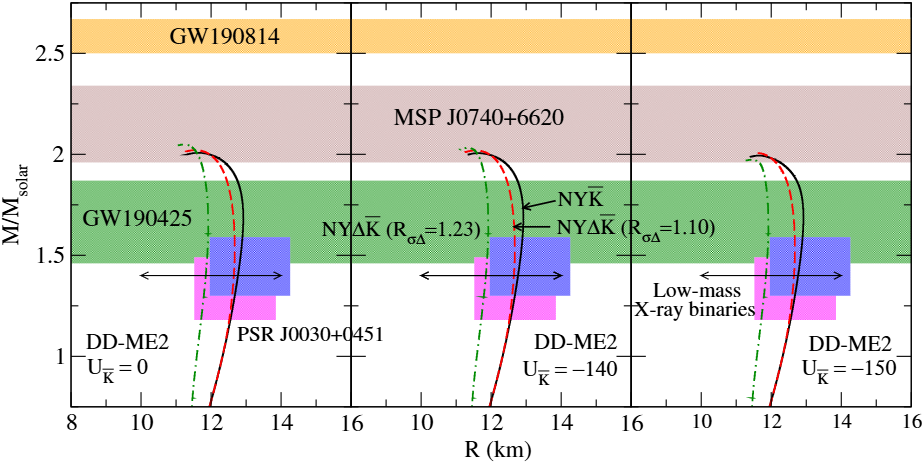 GW190814
MSP J0740+6620
GW190425
NYK̅
NYΔK̅ (R_σΔ=1.23)
NYΔK̅ (R_σΔ=1.10)
Low-mass
X-ray binaries
PSR J0030+0451
DD-ME2
U_K̅ = 0
DD-ME2
U_K̅ = −140
DD-ME2
U_K̅ = −150
2.5
2
1.5
1
M/M_solar
8 10 12 14 16 10 12 14 16 10 12 14 16
R (km)